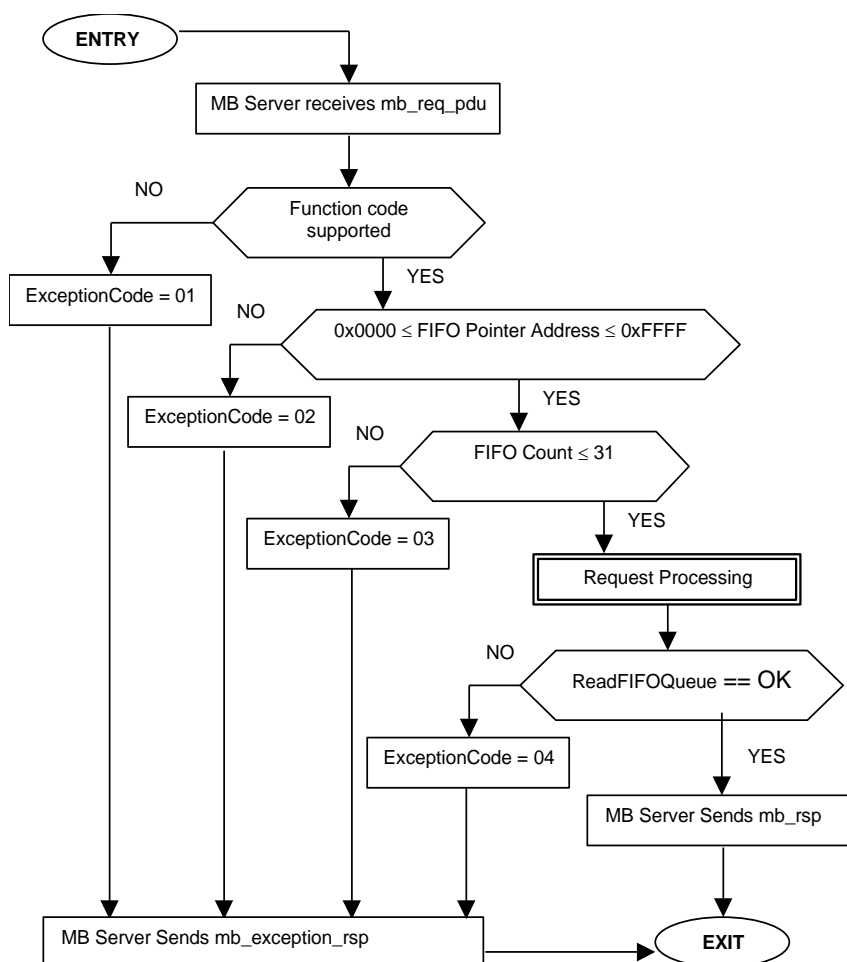 ENTRY
MB Server receives mb_req_pdu
NO
Function code
supported
YES
ExceptionCode = 01
NO
0x0000 ≤ FIFO Pointer Address ≤ 0xFFFF
YES
ExceptionCode = 02
NO
FIFO Count ≤ 31
YES
ExceptionCode = 03
Request Processing
NO
ReadFIFOQueue == OK
YES
ExceptionCode = 04
MB Server Sends mb_rsp
MB Server Sends mb_exception_rsp
EXIT